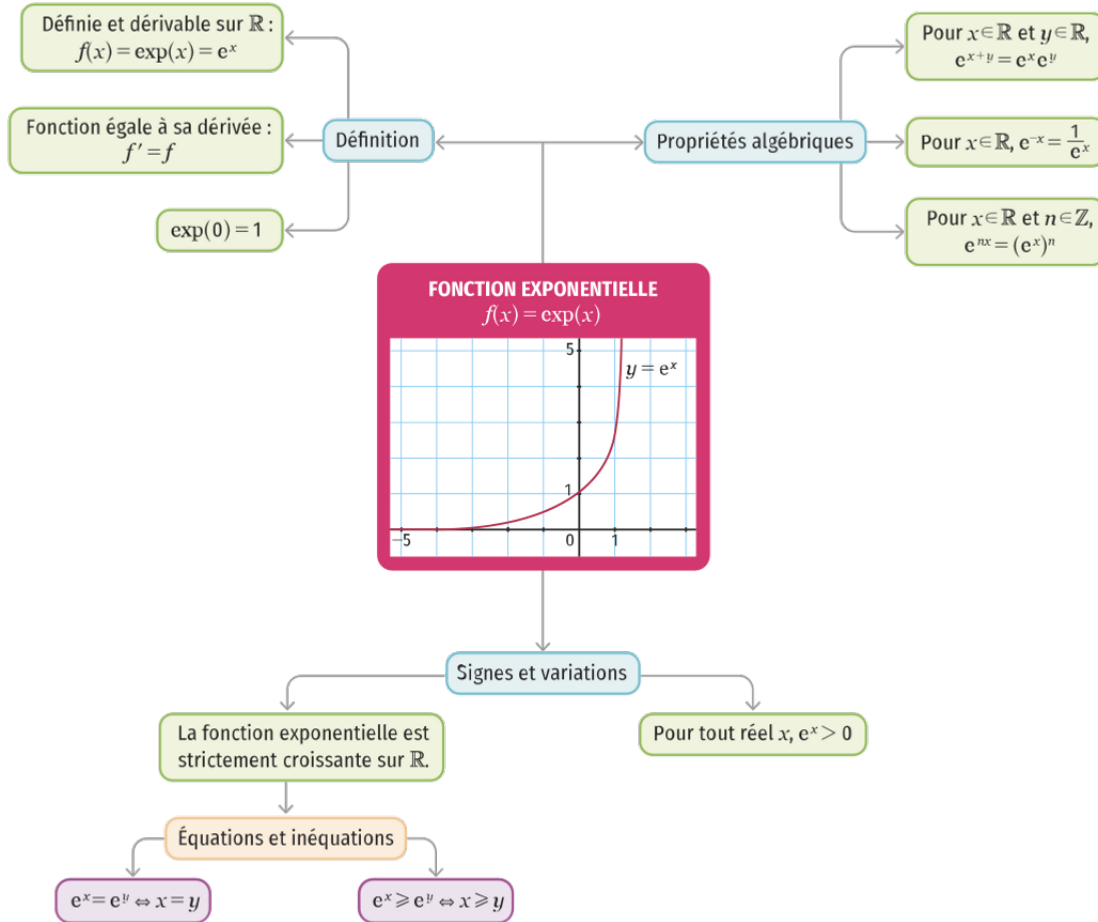 Définie et dérivable sur ℝ :
f(x) = exp(x) = eˣ
Fonction égale à sa dérivée :
f ′ = f
Définition
exp(0) = 1
Propriétés algébriques
Pour x ∈ ℝ et y ∈ ℝ,
eˣ⁺ʸ = eˣeʸ
Pour x ∈ ℝ, e⁻ˣ = 1/eˣ
Pour x ∈ ℝ et n ∈ ℤ,
eⁿˣ = (eˣ)ⁿ
FONCTION EXPONENTIELLE
f(x) = exp(x)
5
y = eˣ
1
−5
0
1
Signes et variations
La fonction exponentielle est
strictement croissante sur ℝ.
Pour tout réel x, eˣ > 0
Équations et inéquations
eˣ = eʸ ⇔ x = y
eˣ ⩾ eʸ ⇔ x ⩾ y